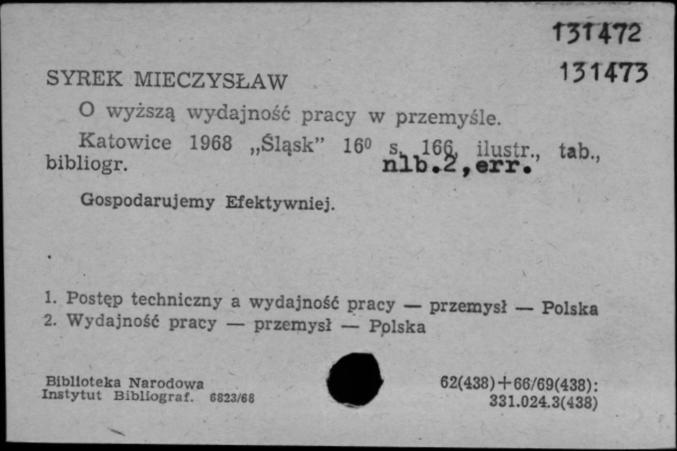 131472
131473
SYREK MIECZYSŁAW
O wyższą wydajność pracy w przemyśle.
Katowice 1968 „Śląsk” 16⁰ s. 166, ilustr., tab.,
bibliogr. nlb.2,err.
Gospodarujemy Efektywniej.
1. Postęp techniczny a wydajność pracy — przemysł — Polska
2. Wydajność pracy — przemysł — Polska
Biblioteka Narodowa
Instytut Bibliograf. 6823/68
62(438)+66/69(438):
331.024.3(438)